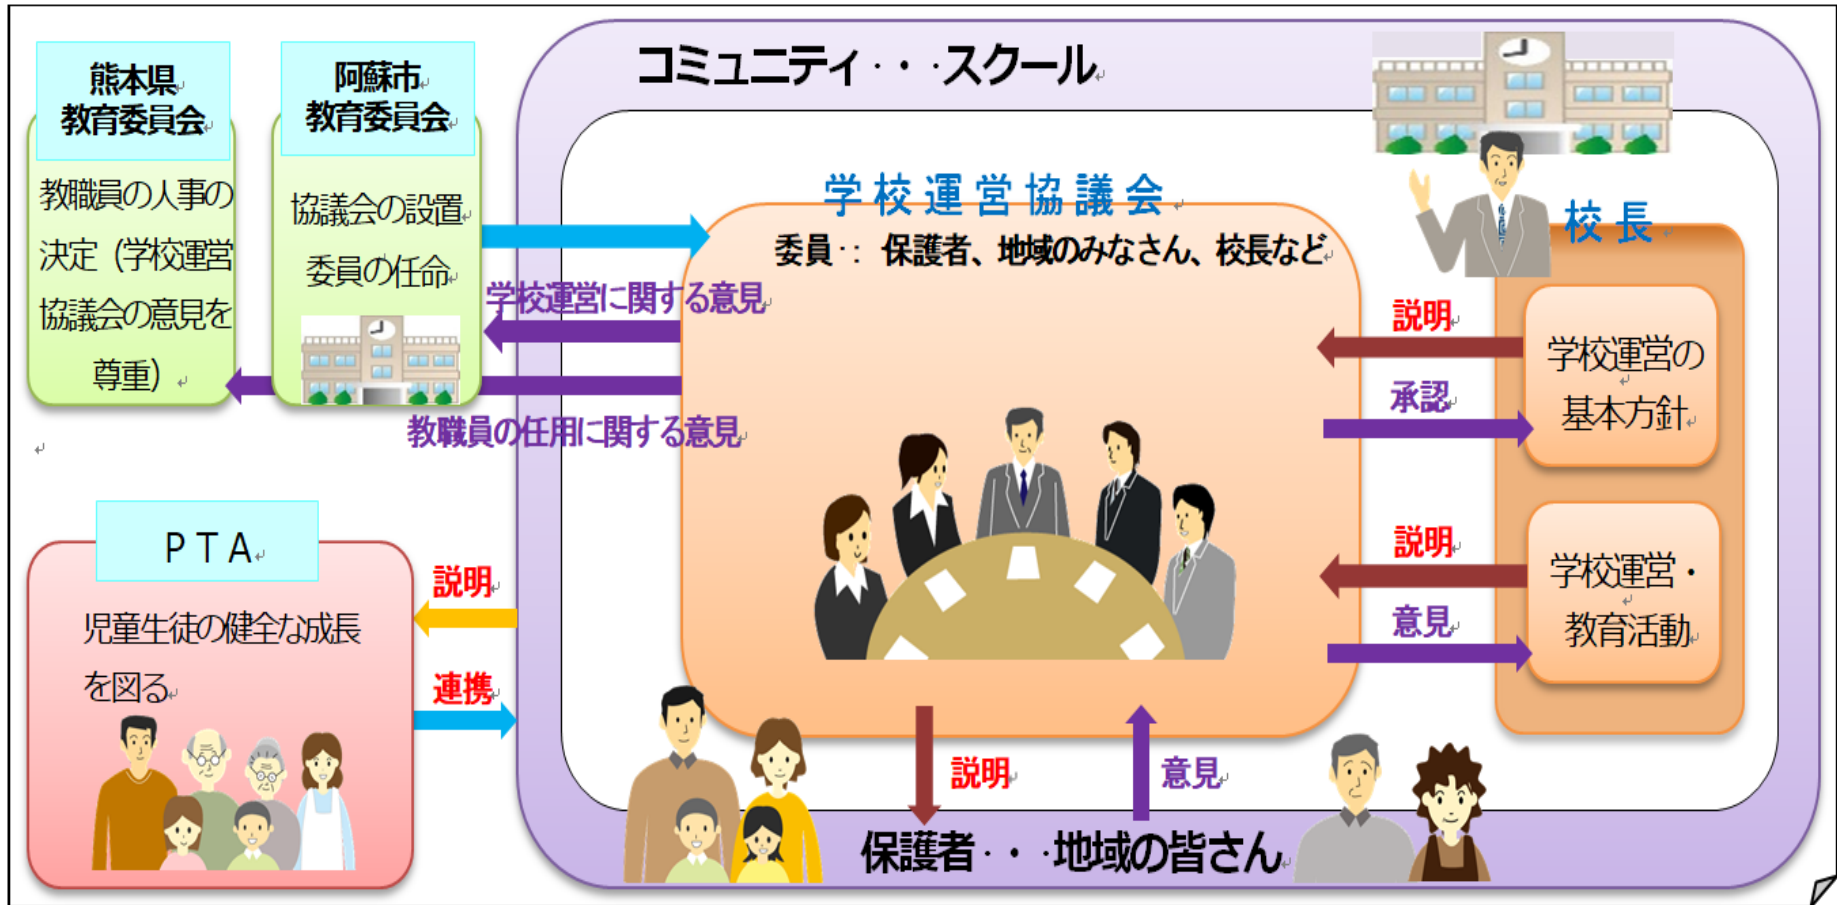 コミュニティ・・・スクール
熊本県
教育委員会
教職員の人事の
決定（学校運営
協議会の意見を
尊重）
阿蘇市
教育委員会
協議会の設置
委員の任命
学校運営協議会
委員‥： 保護者、地域のみなさん、校長など
学校運営に関する意見
教職員の任用に関する意見
校長
説明
承認
学校運営の
基本方針
説明
意見
学校運営・
教育活動
ＰＴＡ
児童生徒の健全な成長
を図る
説明
連携
説明
意見
保護者・・・地域の皆さん